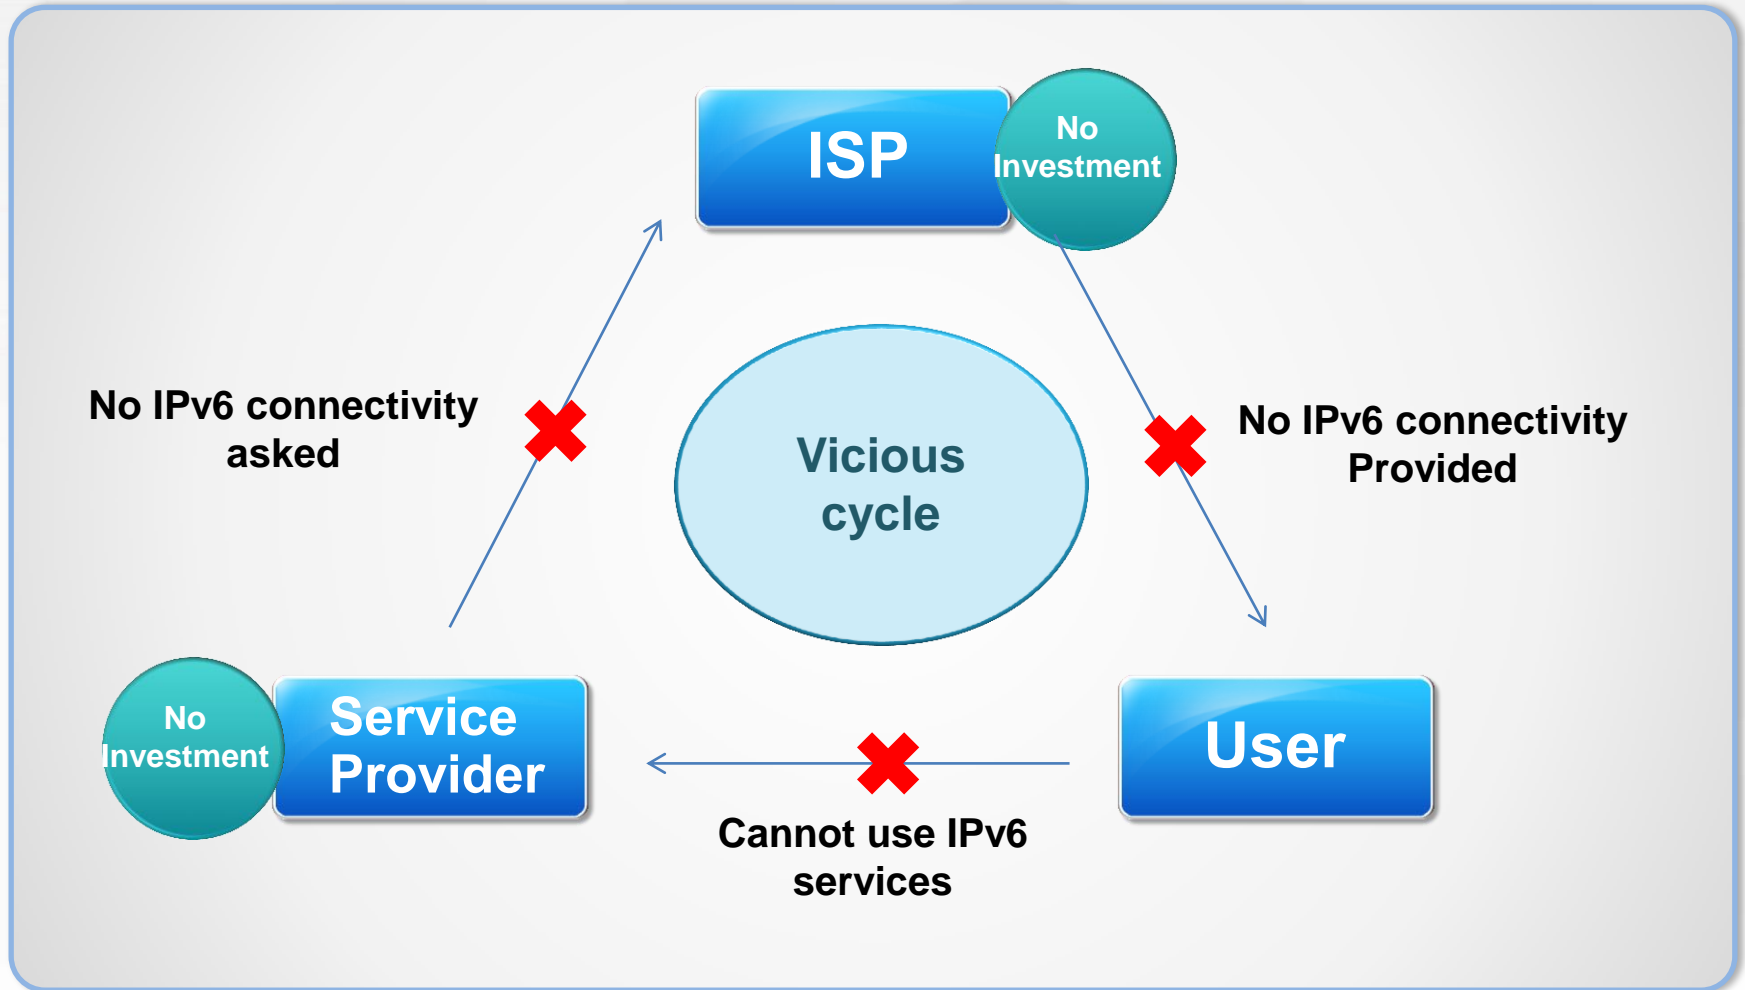 ISP
No
Investment
No IPv6 connectivity
asked
Vicious
cycle
No IPv6 connectivity
Provided
No
Investment
Service
Provider
User
Cannot use IPv6
services